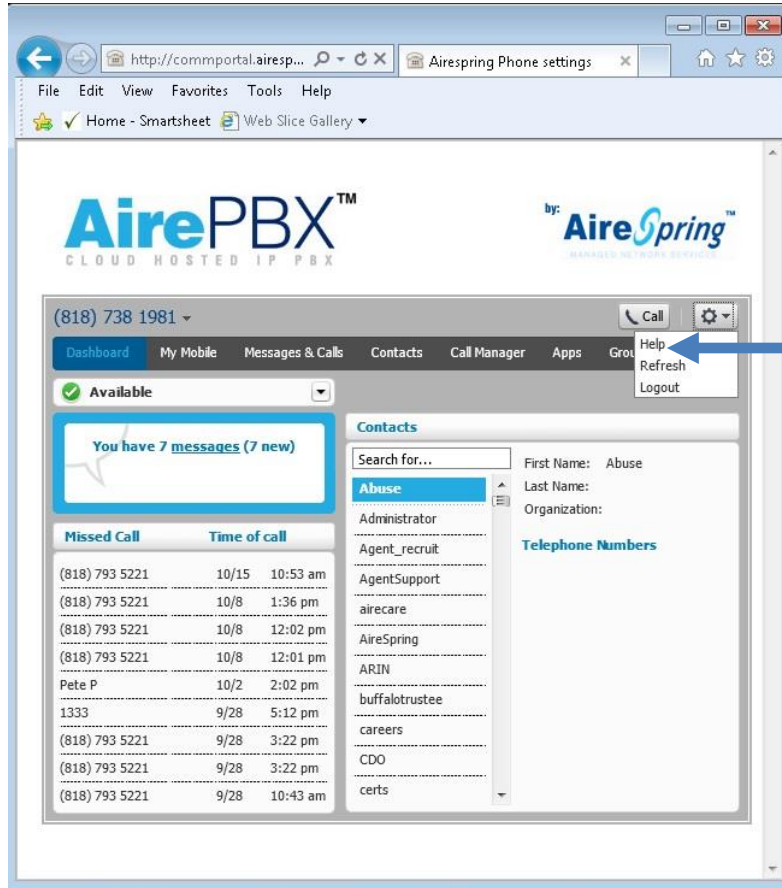 http://commportal.airesp...
Airespring Phone settings
File Edit View Favorites Tools Help
Home - Smartsheet Web Slice Gallery
AirePBX™
CLOUD HOSTED IP PBX
by:
AireSpring™
MANAGED NETWORK SERVICES
(818) 738 1981
Call
Dashboard My Mobile Messages & Calls Contacts Call Manager Apps Grou
Help
Refresh
Logout
Available
You have 7 messages (7 new)
Missed Call Time of call
(818) 793 5221 10/15 10:53 am
(818) 793 5221 10/8 1:36 pm
(818) 793 5221 10/8 12:02 pm
(818) 793 5221 10/8 12:01 pm
Pete P 10/2 2:02 pm
1333 9/28 5:12 pm
(818) 793 5221 9/28 3:22 pm
(818) 793 5221 9/28 3:22 pm
(818) 793 5221 9/28 10:43 am
Contacts
Search for...
Abuse
Administrator
Agent_recruit
AgentSupport
airecare
AireSpring
ARIN
buffalotrustee
careers
CDO
certs
First Name: Abuse
Last Name:
Organization:
Telephone Numbers